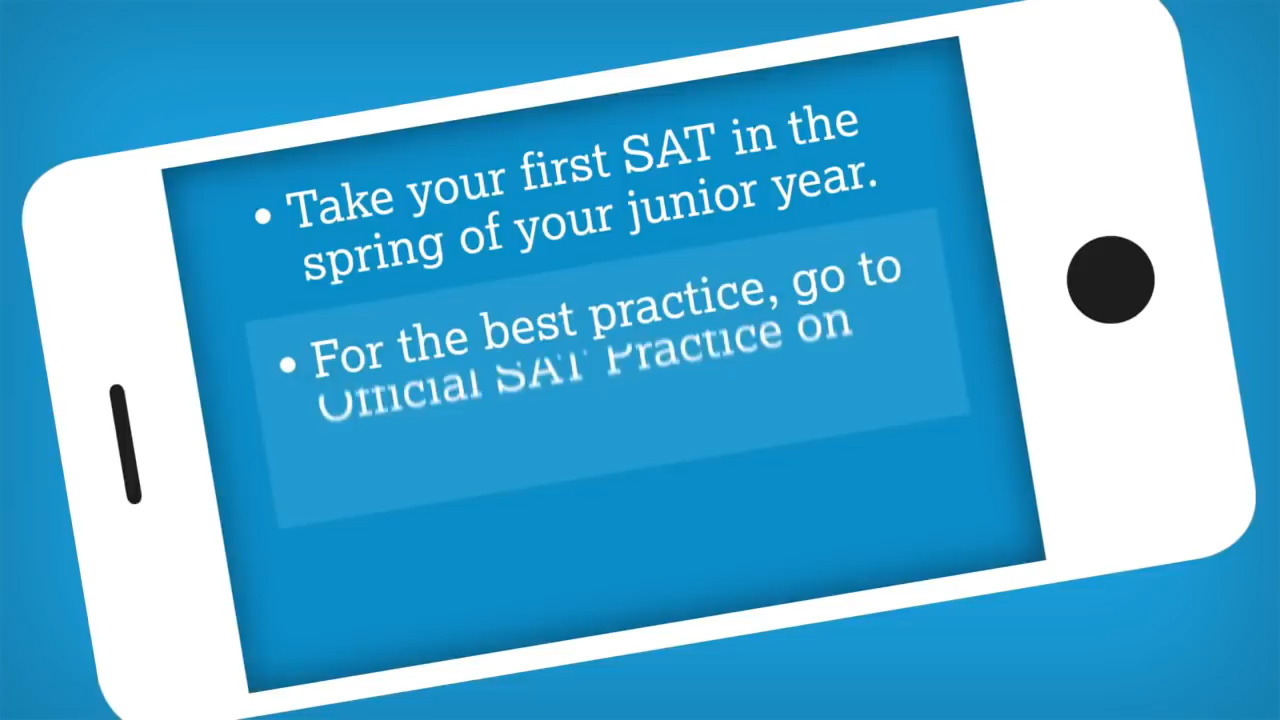 • Take your first SAT in the
spring of your junior year.
• For the best practice, go to
Official SAT Practice on